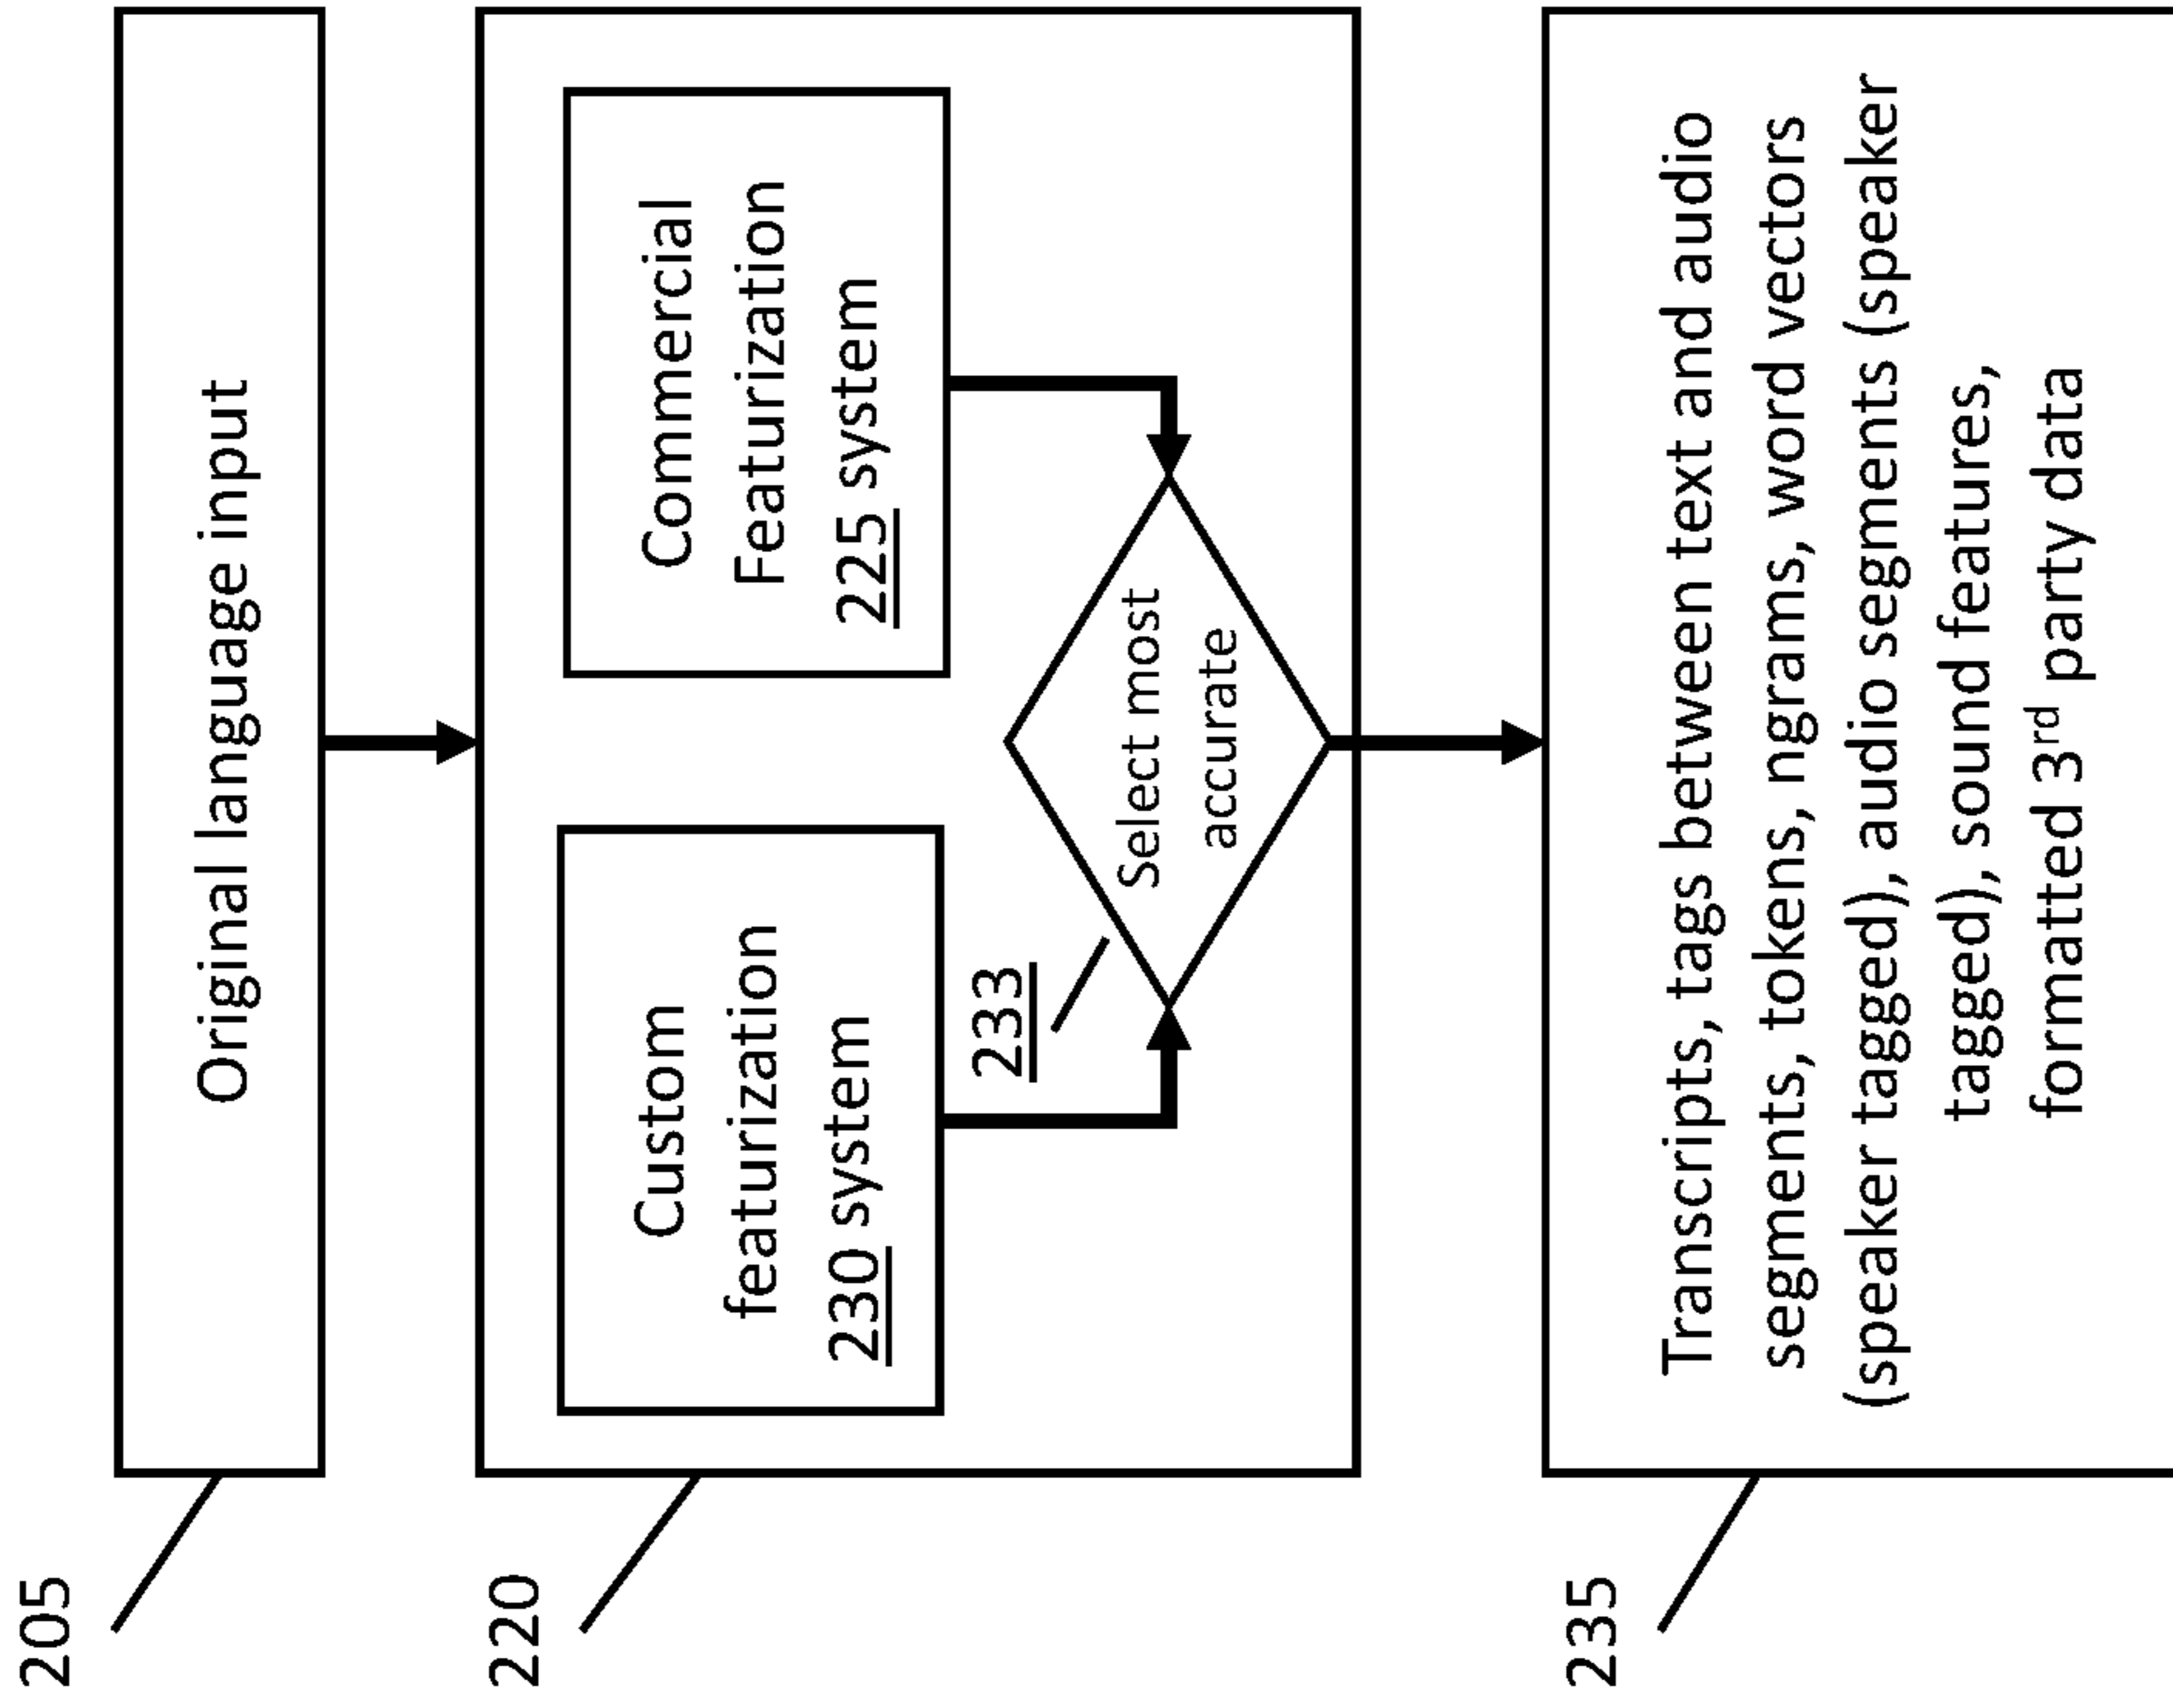 205
Original language input
220
Custom
featurization
230 system
Commercial
Featurization
225 system
233
Select most
accurate
235
Transcripts, tags between text and audio
segments, tokens, ngrams, word vectors
(speaker tagged), audio segments (speaker
tagged), sound features,
formatted 3rd party data